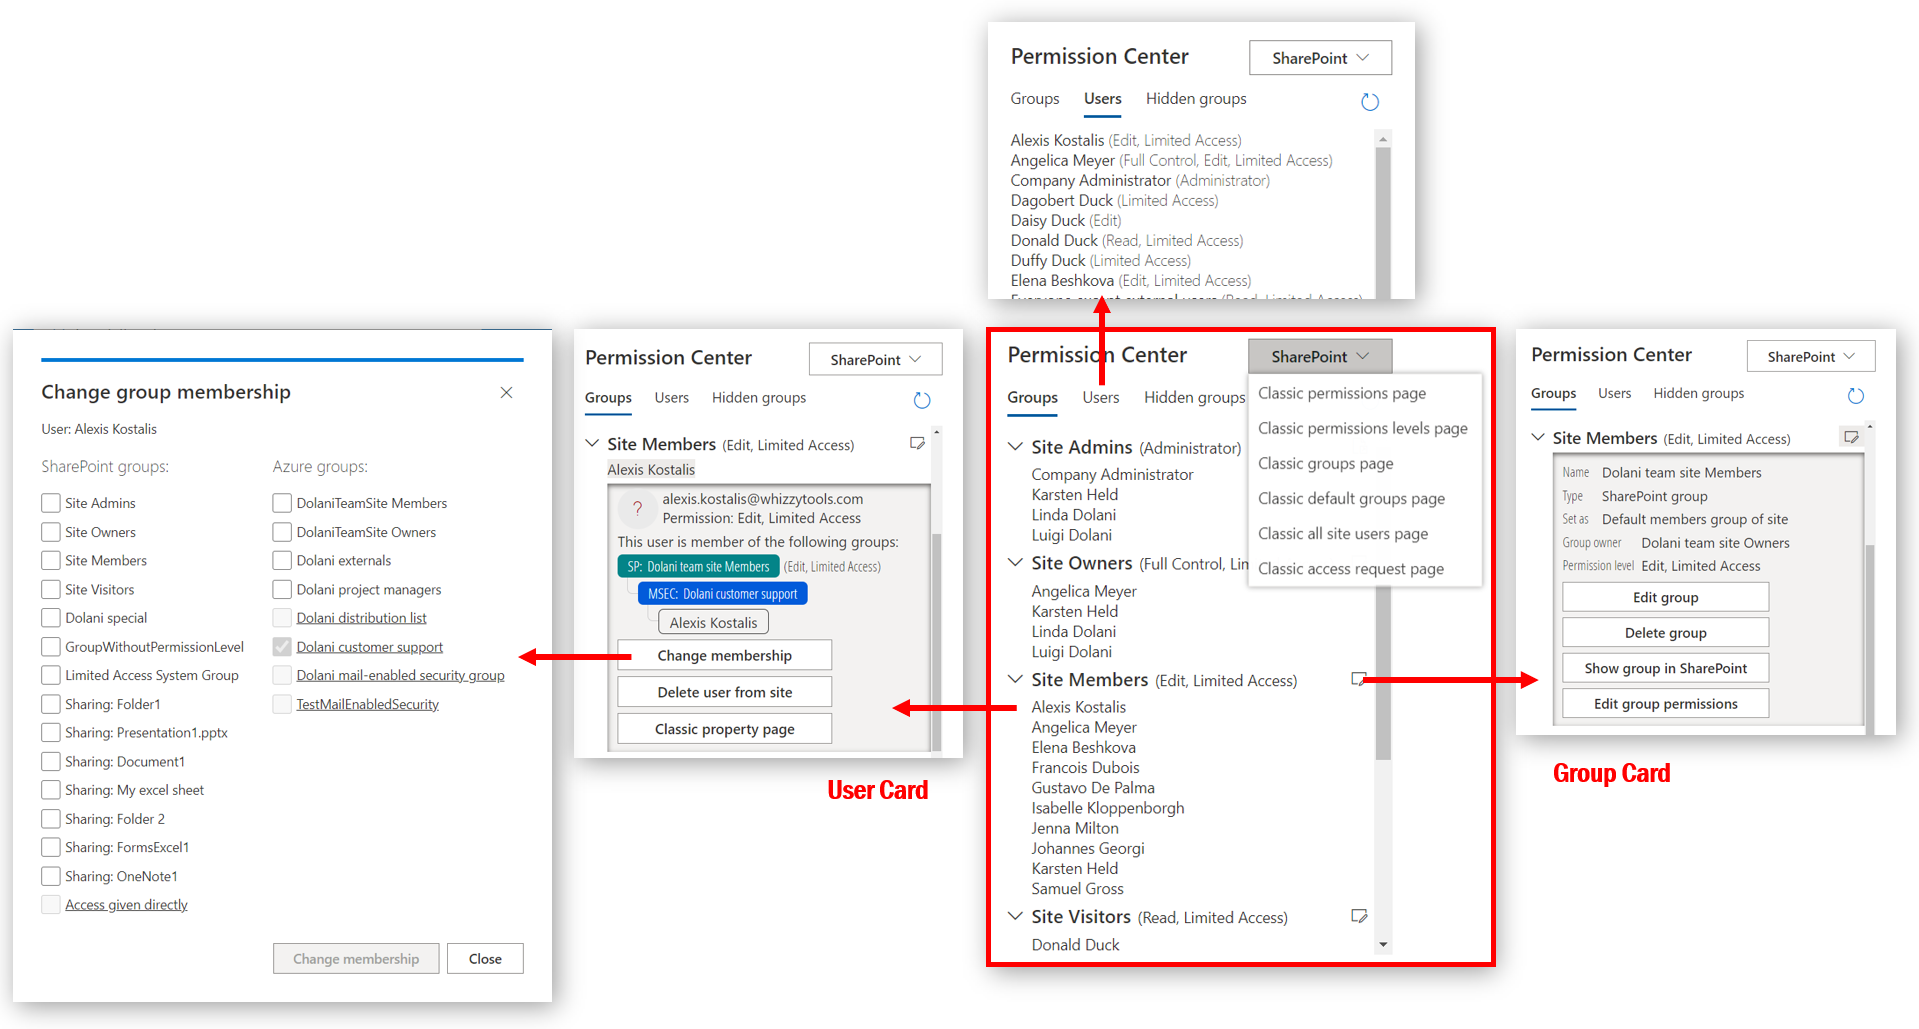 Permission Center
SharePoint
Groups
Users
Hidden groups
Alexis Kostalis (Edit, Limited Access)
Angelica Meyer (Full Control, Edit, Limited Access)
Company Administrator (Administrator)
Dagobert Duck (Limited Access)
Daisy Duck (Edit)
Donald Duck (Read, Limited Access)
Duffy Duck (Limited Access)
Elena Beshkova (Edit, Limited Access)
Everyone except external users (Read, Limited Access)
Change group membership
User: Alexis Kostalis
SharePoint groups:
Site Admins
Site Owners
Site Members
Site Visitors
Dolani special
GroupWithoutPermissionLevel
Limited Access System Group
Sharing: Folder1
Sharing: Presentation1.pptx
Sharing: Document1
Sharing: My excel sheet
Sharing: Folder 2
Sharing: FormsExcel1
Sharing: OneNote1
Access given directly
Azure groups:
DolaniTeamSite Members
DolaniTeamSite Owners
Dolani externals
Dolani project managers
Dolani distribution list
Dolani customer support
Dolani mail-enabled security group
TestMailEnabledSecurity
Change membership
Close
Permission Center
SharePoint
Groups
Users
Hidden groups
Site Members (Edit, Limited Access)
Alexis Kostalis
?
alexis.kostalis@whizzytools.com
Permission: Edit, Limited Access
This user is member of the following groups:
SP: Dolani team site Members (Edit, Limited Access)
MSEC: Dolani customer support
Alexis Kostalis
Change membership
Delete user from site
Classic property page
User Card
Permission Center
SharePoint
Groups
Users
Hidden groups
Classic permissions page
Classic permissions levels page
Classic groups page
Classic default groups page
Classic all site users page
Classic access request page
Site Admins (Administrator)
Company Administrator
Karsten Held
Linda Dolani
Luigi Dolani
Site Owners (Full Control, Lim
Angelica Meyer
Karsten Held
Linda Dolani
Luigi Dolani
Site Members (Edit, Limited Access)
Alexis Kostalis
Angelica Meyer
Elena Beshkova
Francois Dubois
Gustavo De Palma
Isabelle Kloppenborgh
Jenna Milton
Johannes Georgi
Karsten Held
Samuel Gross
Site Visitors (Read, Limited Access)
Donald Duck
Permission Center
SharePoint
Groups
Users
Hidden groups
Site Members (Edit, Limited Access)
Name Dolani team site Members
Type SharePoint group
Set as Default members group of site
Group owner Dolani team site Owners
Permission level Edit, Limited Access
Edit group
Delete group
Show group in SharePoint
Edit group permissions
Group Card